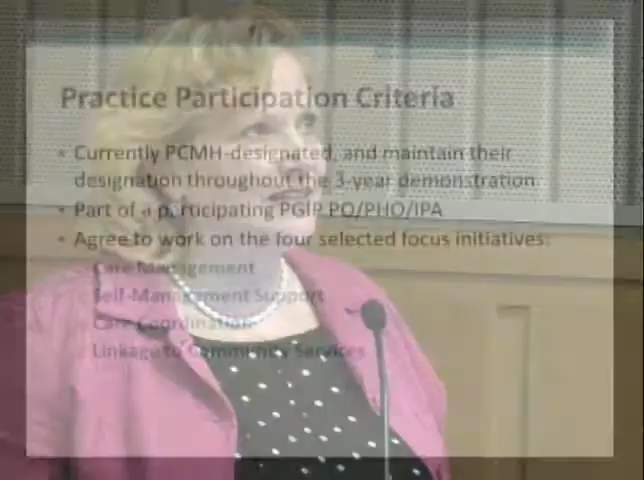 Practice Participation Criteria
• Currently PCMH-designated, and maintain their
designation throughout the 3-year demonstration
• Part of a participating PGIP PO/PHO/IPA
• Agree to work on the four selected focus initiatives:
Care Management
Self-Management Support
Care Coordination
Linkage to Community Services